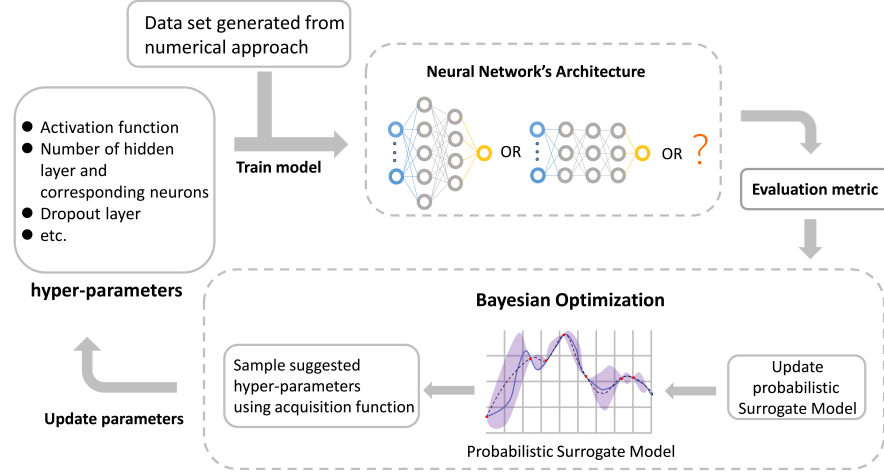 Data set generated from
numerical approach
Neural Network's Architecture
● Activation function
● Number of hidden
layer and
corresponding neurons
● Dropout layer
● etc.
hyper-parameters
Train model
OR
OR ?
Evaluation metric
Bayesian Optimization
Update
probabilistic
Surrogate Model
Probabilistic Surrogate Model
Sample suggested
hyper-parameters
using acquisition function
Update parameters